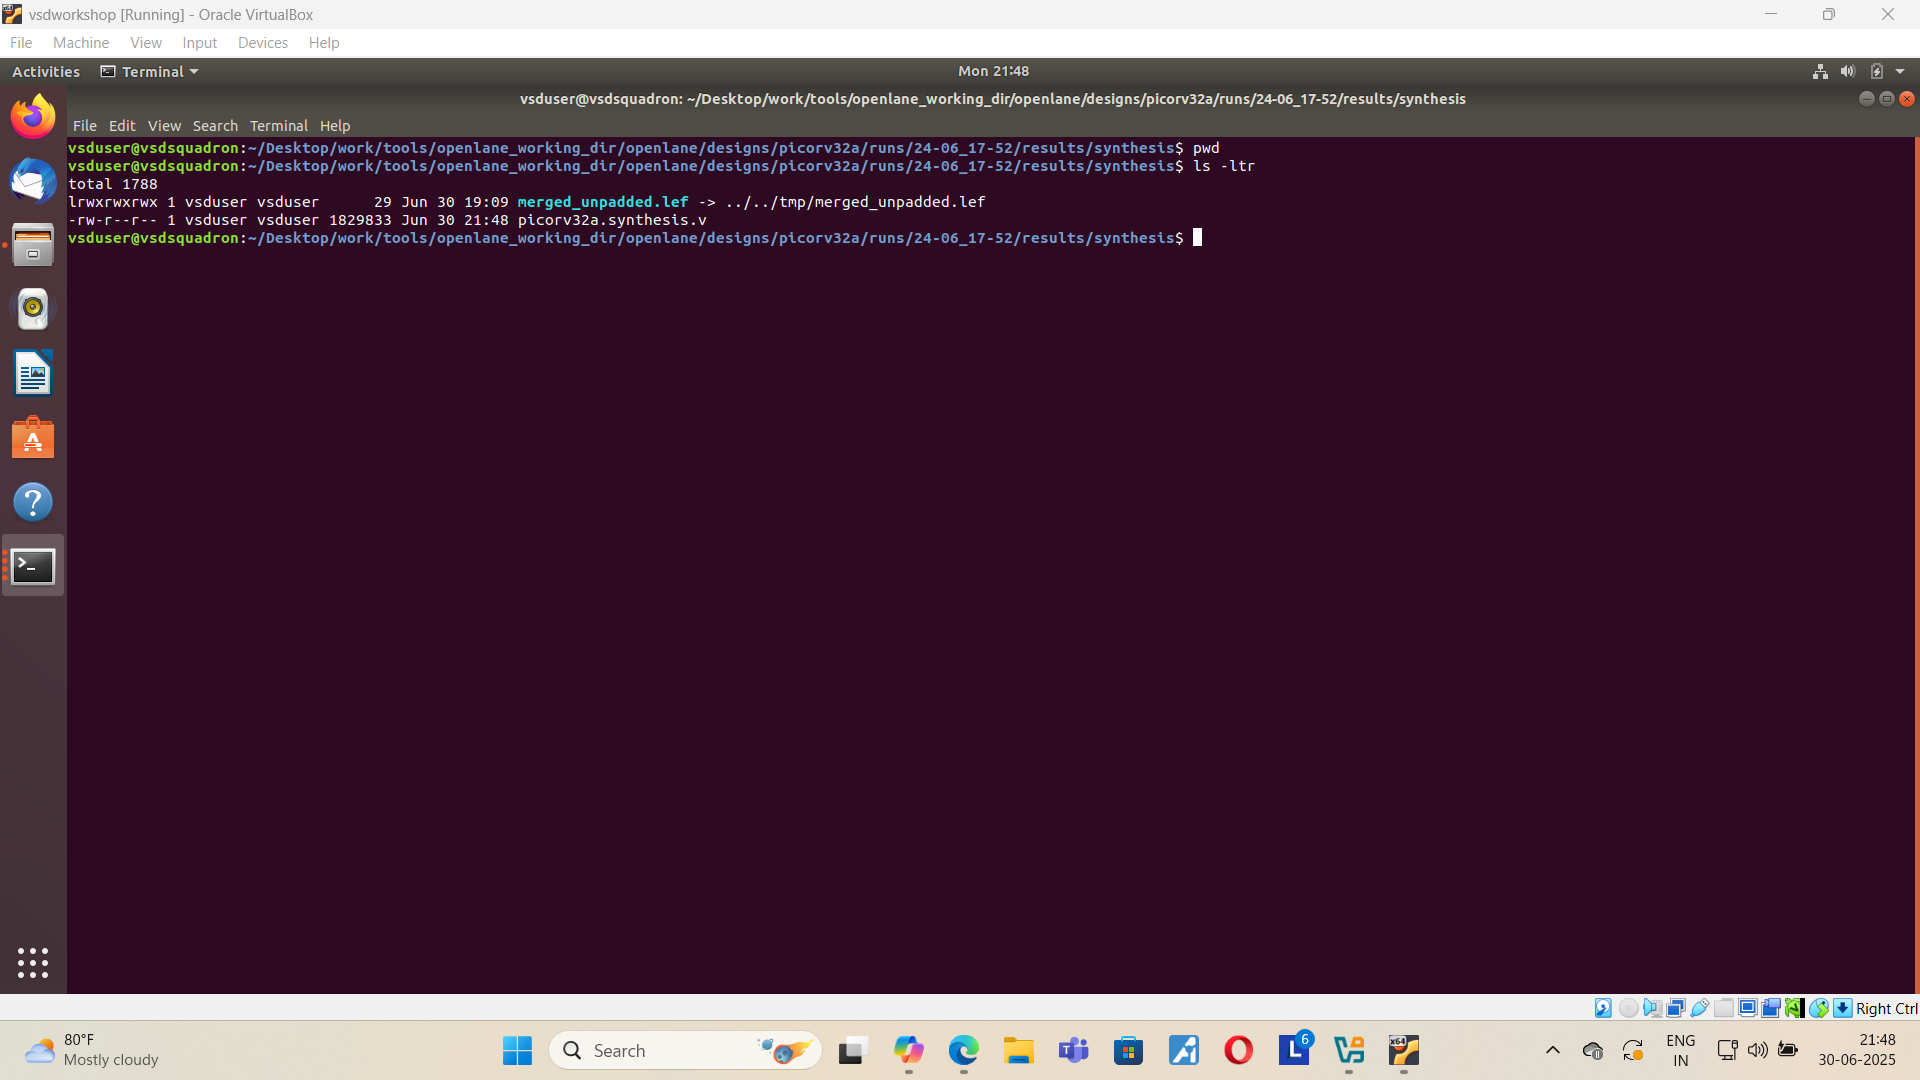 vsdworkshop [Running] - Oracle VirtualBox
File Machine View Input Devices Help
Activities Terminal Mon 21:48
vsduser@vsdsquadron: ~/Desktop/work/tools/openlane_working_dir/openlane/designs/picorv32a/runs/24-06_17-52/results/synthesis
File Edit View Search Terminal Help
vsduser@vsdsquadron:~/Desktop/work/tools/openlane_working_dir/openlane/designs/picorv32a/runs/24-06_17-52/results/synthesis$ pwd
vsduser@vsdsquadron:~/Desktop/work/tools/openlane_working_dir/openlane/designs/picorv32a/runs/24-06_17-52/results/synthesis$ ls -ltr
total 1788
lrwxrwxrwx 1 vsduser vsduser      29 Jun 30 19:09 merged_unpadded.lef -> ../../tmp/merged_unpadded.lef
-rw-r--r-- 1 vsduser vsduser 1829833 Jun 30 21:48 picorv32a.synthesis.v
vsduser@vsdsquadron:~/Desktop/work/tools/openlane_working_dir/openlane/designs/picorv32a/runs/24-06_17-52/results/synthesis$
Right Ctrl
80°F
Mostly cloudy
Search
6
ENG
IN
21:48
30-06-2025